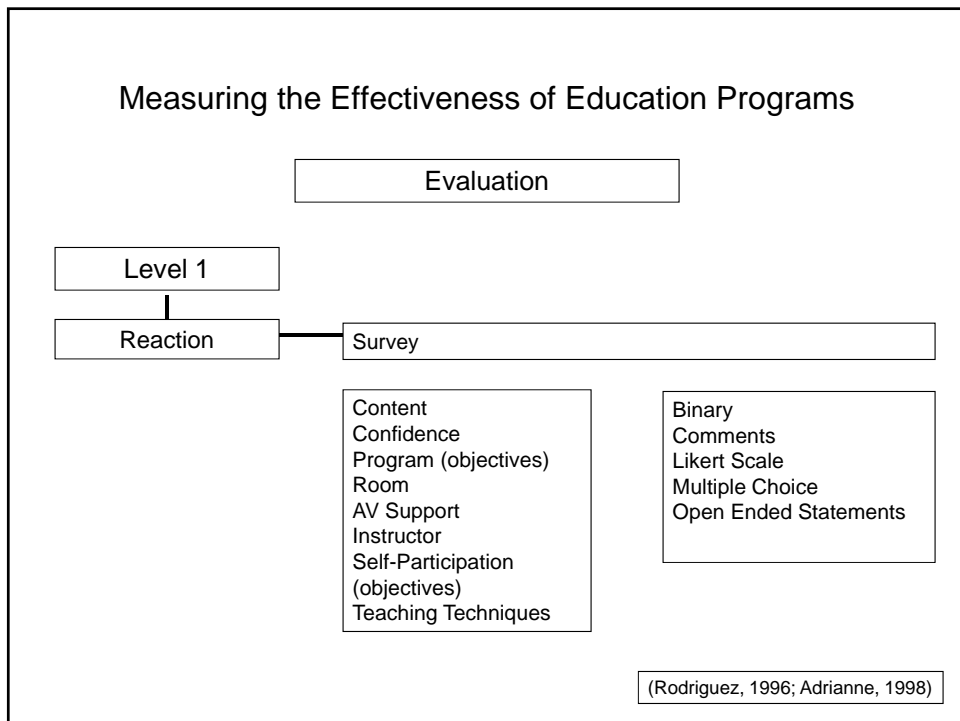 Measuring the Effectiveness of Education Programs
Evaluation
Level 1
Reaction
Survey
Content
Confidence
Program (objectives)
Room
AV Support
Instructor
Self-Participation
(objectives)
Teaching Techniques
Binary
Comments
Likert Scale
Multiple Choice
Open Ended Statements
(Rodriguez, 1996; Adrianne, 1998)